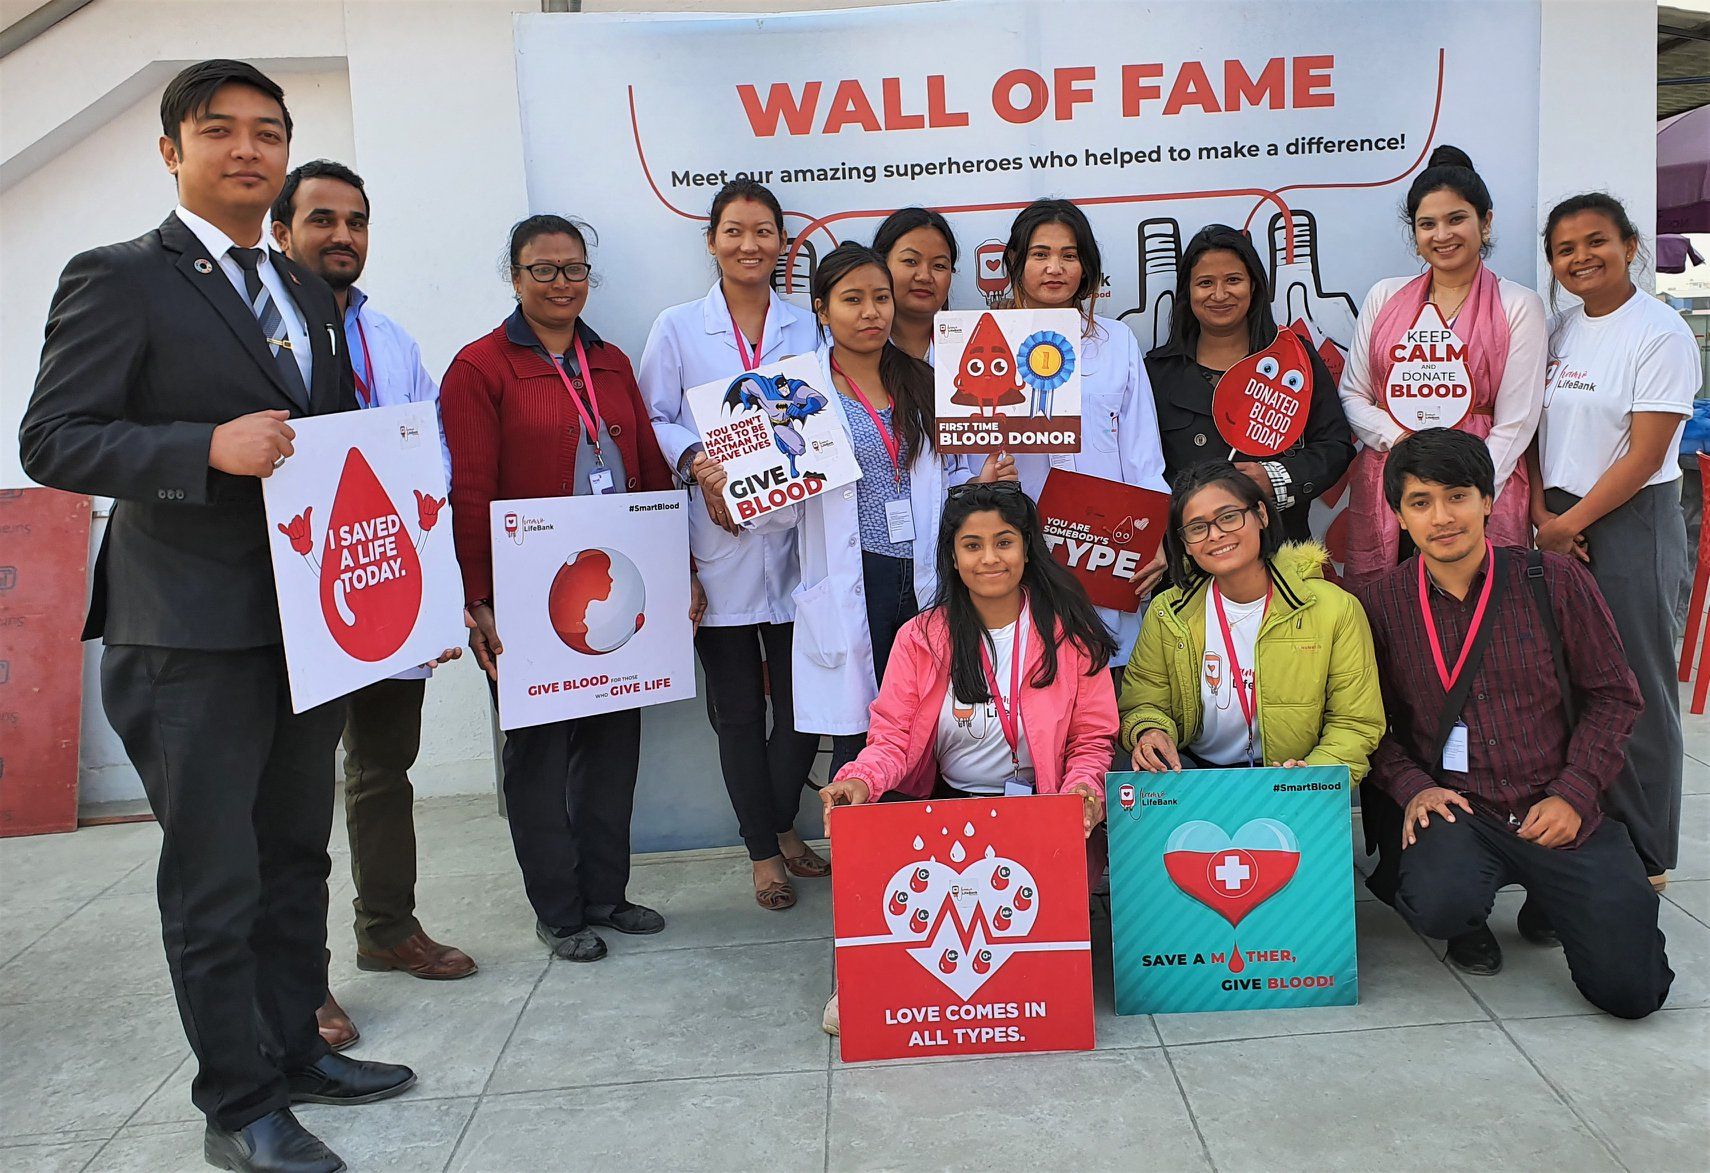 WALL OF FAME
Meet our amazing superheroes who helped to make a difference!
I SAVED
A LIFE
TODAY.
#SmartBlood
LifeBank
GIVE BLOOD FOR THOSE
WHO GIVE LIFE
YOU DON'T
HAVE TO BE
BATMAN TO
SAVE LIVES
GIVE
BLOOD
FIRST TIME
BLOOD DONOR
YOU ARE
SOMEBODY'S
TYPE
DONATED
BLOOD
TODAY
KEEP
CALM
AND
DONATE
BLOOD
LifeBank
LOVE COMES IN
ALL TYPES.
LifeBank
#SmartBlood
SAVE A M THER,
GIVE BLOOD!